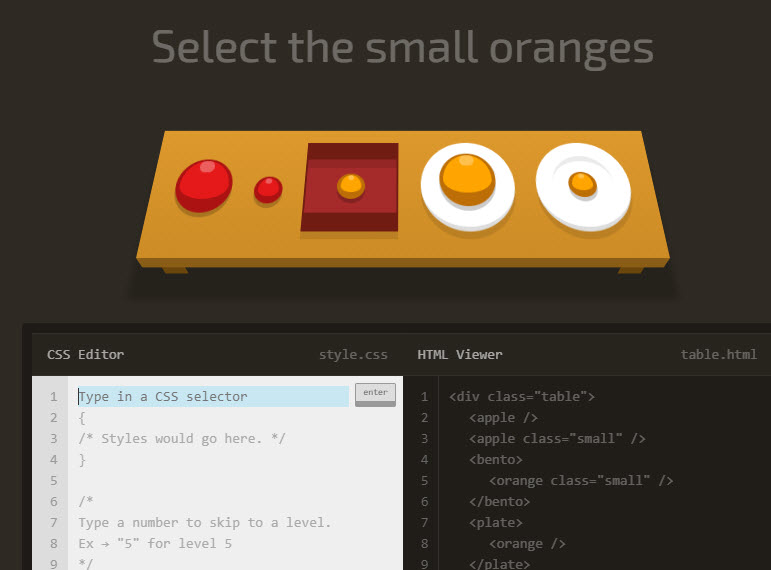 Select the small oranges
CSS Editor
style.css
1 Type in a CSS selector
enter
2 {
3 /* Styles would go here. */
4 }
5
6 /*
7 Type a number to skip to a level.
8 Ex → "5" for level 5
9 */
HTML Viewer
table.html
1 <div class="table">
2 <apple />
3 <apple class="small" />
4 <bento>
5 <orange class="small" />
6 </bento>
7 <plate>
8 <orange />
9 </plate>